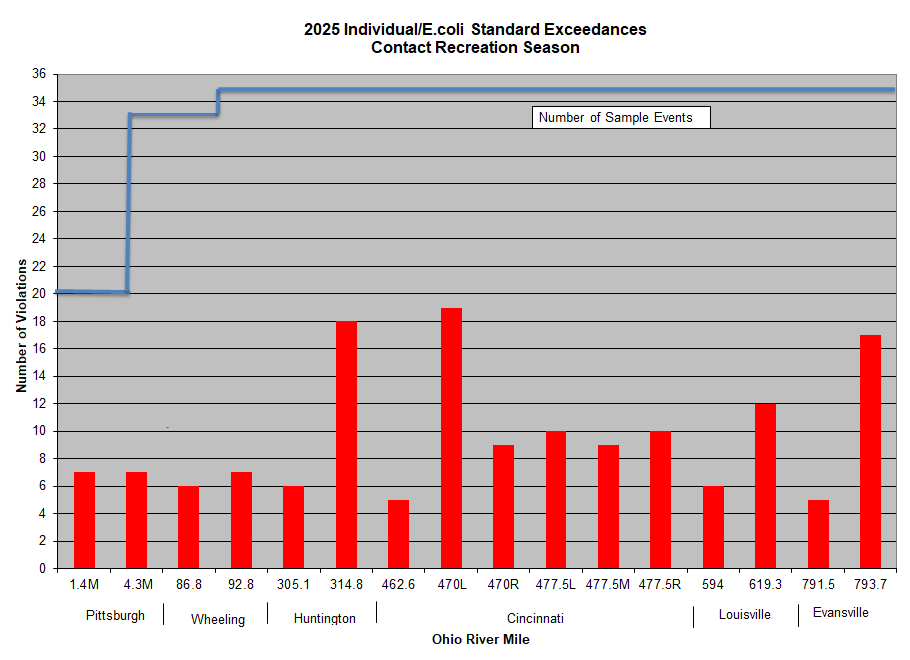 2025 Individual/E.coli Standard Exceedances
Contact Recreation Season
36
34
Number of Sample Events
32
30
28
26
24
22
20
18
16
14
12
10
8
6
4
2
0
Number of Violations
1.4M 4.3M 86.8 92.8 305.1 314.8 462.6 470L 470R 477.5L 477.5M 477.5R 594 619.3 791.5 793.7
Pittsburgh Wheeling Huntington Cincinnati Louisville Evansville
Ohio River Mile